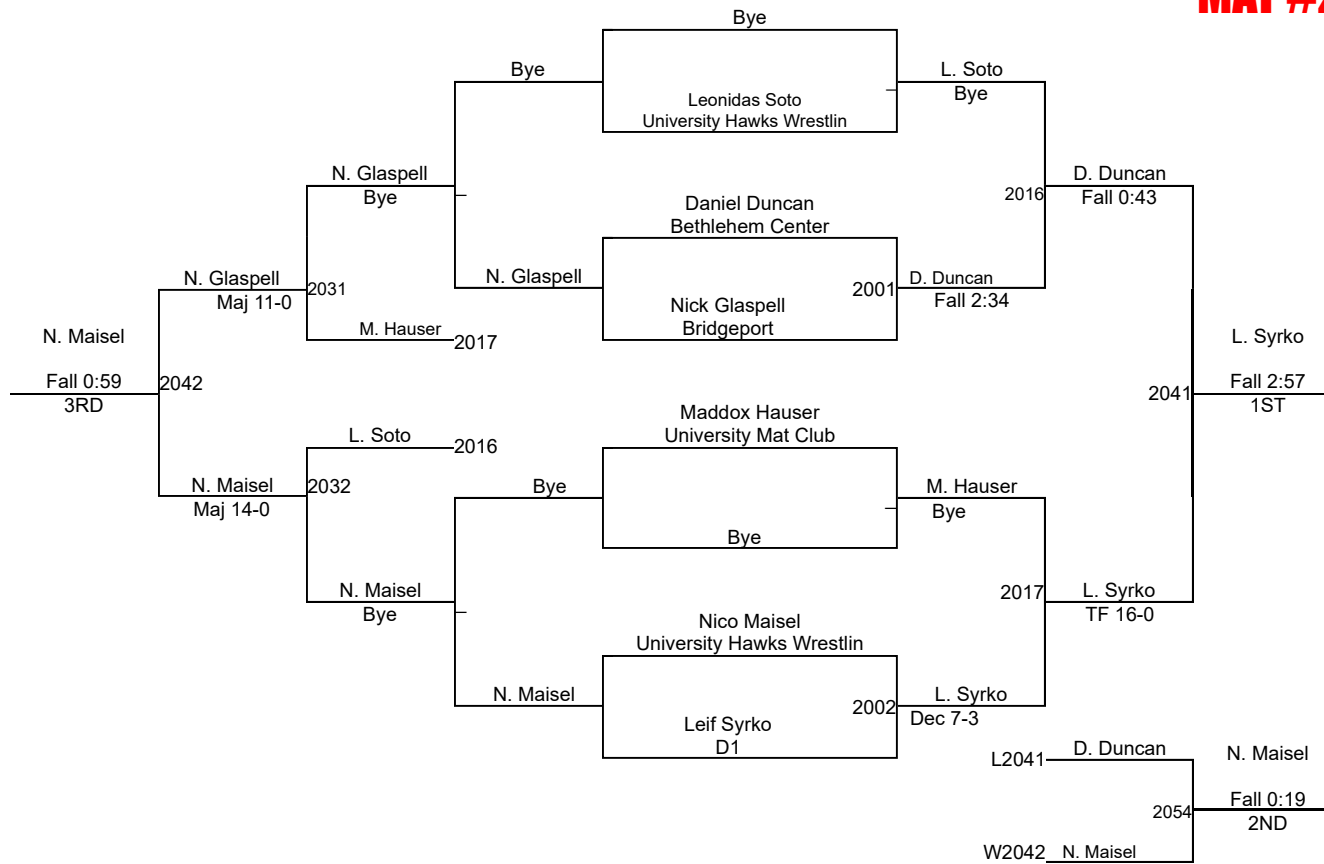 MAT #2
Bye
Bye
L. Soto
Bye
Leonidas Soto
University Hawks Wrestlin
N. Glaspell
Bye
D. Duncan
Fall 0:43
2016
Daniel Duncan
Bethlehem Center
N. Glaspell
Maj 11-0
2031
N. Glaspell
2001
D. Duncan
Fall 2:34
Nick Glaspell
Bridgeport
M. Hauser
2017
N. Maisel
Fall 0:59
3RD
2042
L. Syrko
Fall 2:57
1ST
2041
Maddox Hauser
University Mat Club
L. Soto
2016
N. Maisel
Maj 14-0
2032
Bye
M. Hauser
Bye
Bye
N. Maisel
Bye
2017
L. Syrko
TF 16-0
Nico Maisel
University Hawks Wrestlin
N. Maisel
2002
L. Syrko
Dec 7-3
Leif Syrko
D1
L2041
D. Duncan
N. Maisel
Fall 0:19
2ND
2054
W2042
N. Maisel